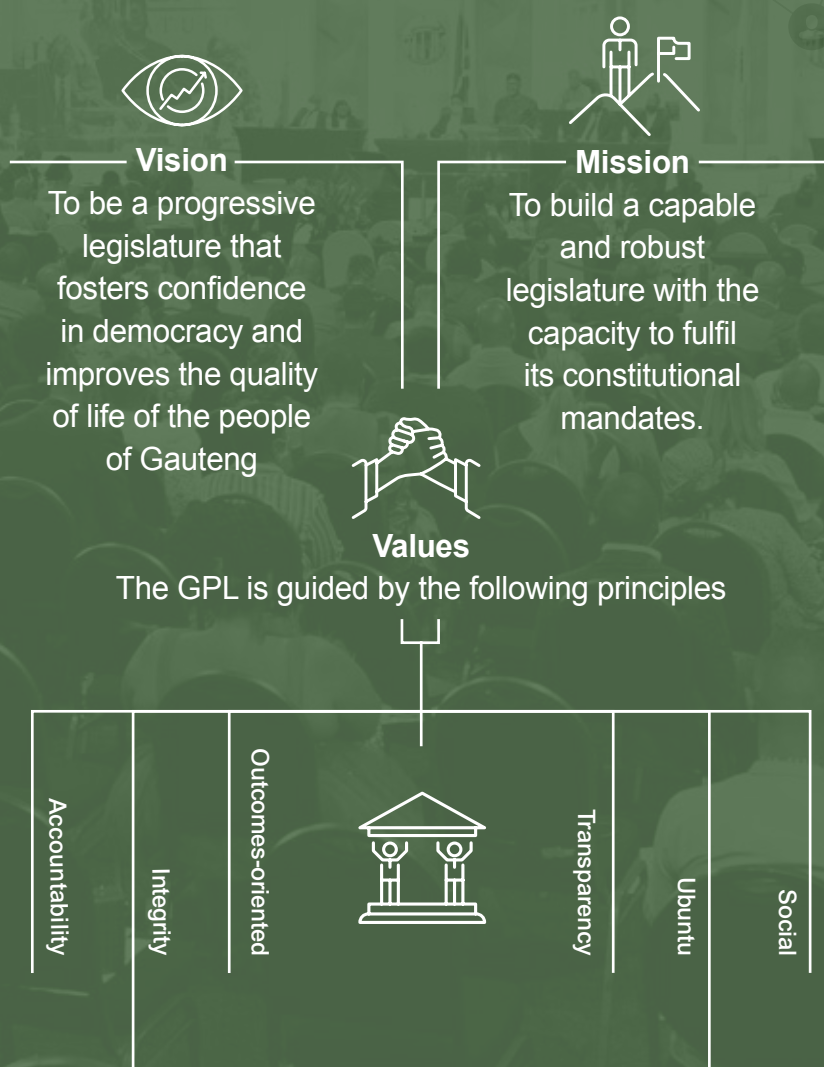 Vision
To be a progressive
legislature that
fosters confidence
in democracy and
improves the quality
of life of the people
of Gauteng
Mission
To build a capable
and robust
legislature with the
capacity to fulfil
its constitutional
mandates.
Values
The GPL is guided by the following principles
Accountability
Integrity
Outcomes-oriented
Transparency
Ubuntu
Social